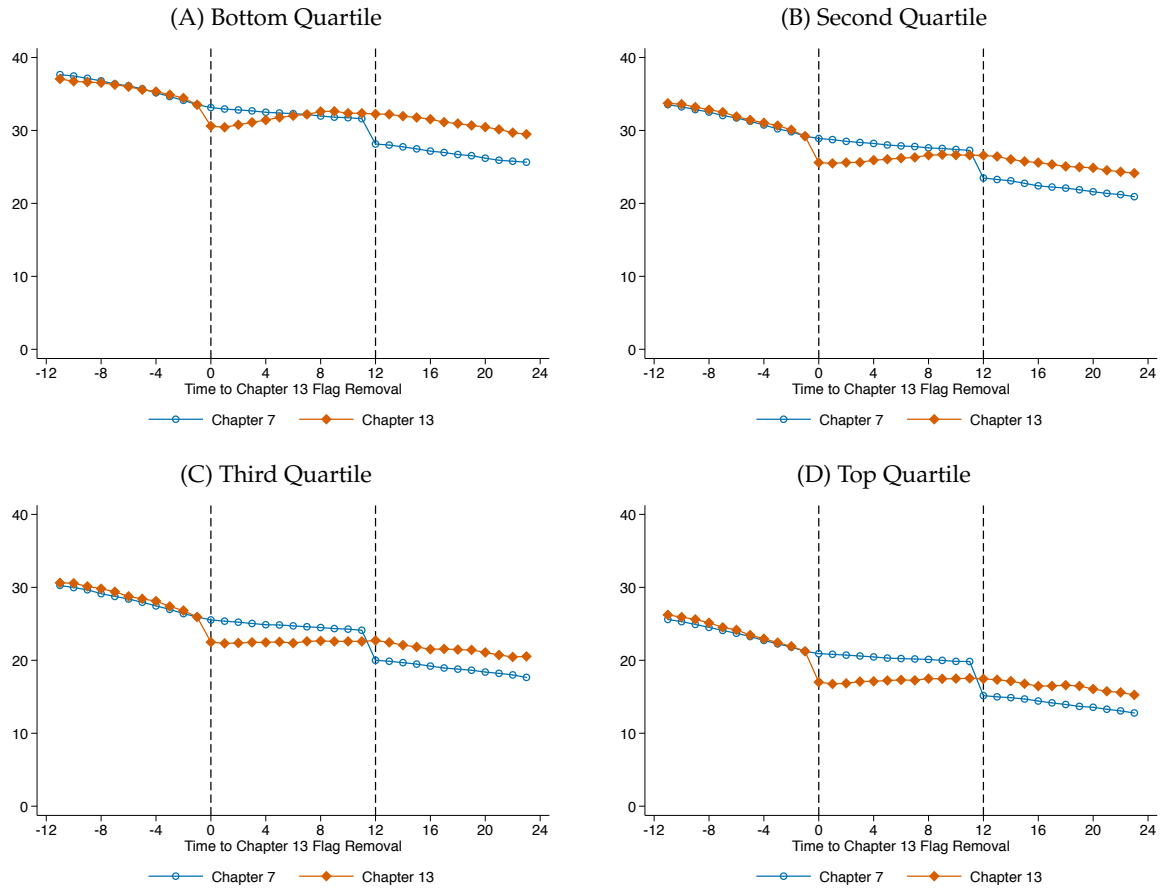 (A) Bottom Quartile
40
30
20
10
0
-12 -8 -4 0 4 8 12 16 20 24
Time to Chapter 13 Flag Removal
Chapter 7 Chapter 13
(B) Second Quartile
40
30
20
10
0
-12 -8 -4 0 4 8 12 16 20 24
Time to Chapter 13 Flag Removal
Chapter 7 Chapter 13
(C) Third Quartile
40
30
20
10
0
-12 -8 -4 0 4 8 12 16 20 24
Time to Chapter 13 Flag Removal
Chapter 7 Chapter 13
(D) Top Quartile
40
30
20
10
0
-12 -8 -4 0 4 8 12 16 20 24
Time to Chapter 13 Flag Removal
Chapter 7 Chapter 13